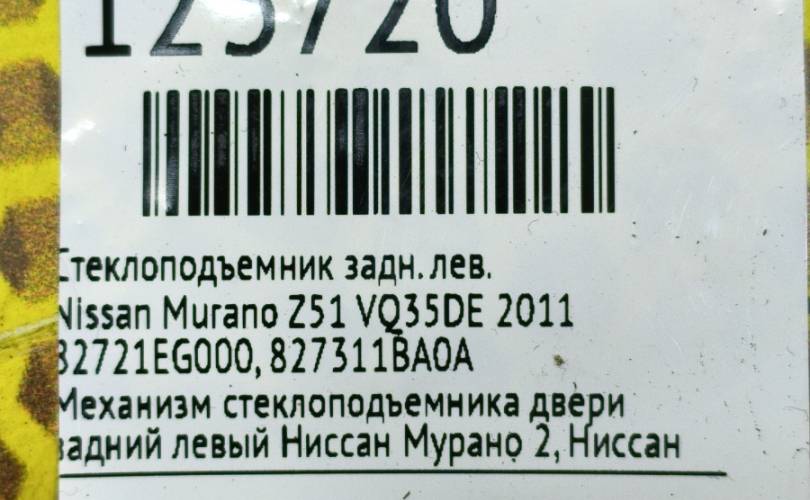 123720
Стеклоподъемник задн. лев.
Nissan Murano Z51 VQ35DE 2011
82721EG000, 827311BA0A
Механизм стеклоподъемника двери
задний левый Ниссан Мурано 2, Ниссан